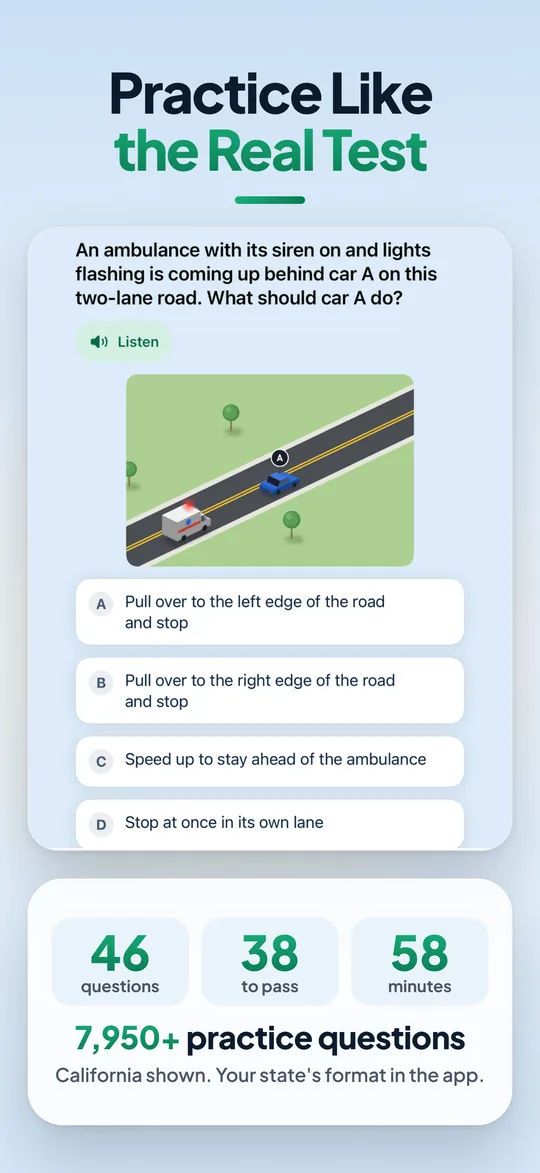 Practice Like
the Real Test
An ambulance with its siren on and lights
flashing is coming up behind car A on this
two-lane road. What should car A do?
Listen
A
A Pull over to the left edge of the road
and stop
B Pull over to the right edge of the road
and stop
C Speed up to stay ahead of the ambulance
D Stop at once in its own lane
46 38 58
questions to pass minutes
7,950+ practice questions
California shown. Your state's format in the app.